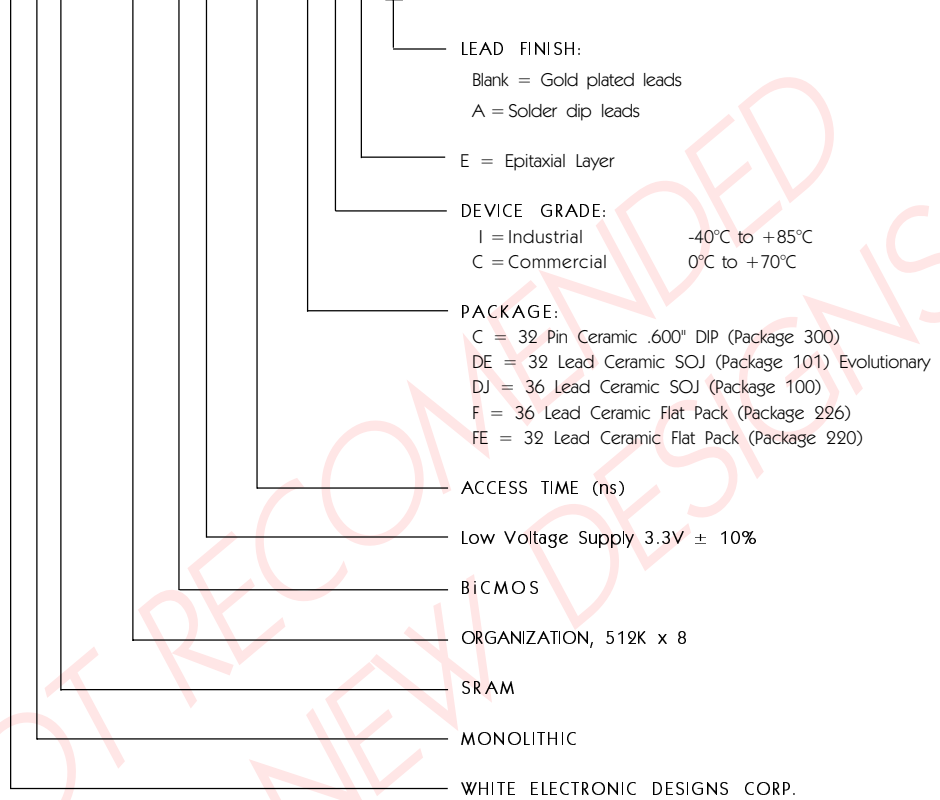 LEAD FINISH:
Blank = Gold plated leads
A = Solder dip leads
E = Epitaxial Layer
DEVICE GRADE:
I = Industrial -40°C to +85°C
C = Commercial 0°C to +70°C
PACKAGE:
C = 32 Pin Ceramic .600" DIP (Package 300)
DE = 32 Lead Ceramic SOJ (Package 101) Evolutionary
DJ = 36 Lead Ceramic SOJ (Package 100)
F = 36 Lead Ceramic Flat Pack (Package 226)
FE = 32 Lead Ceramic Flat Pack (Package 220)
ACCESS TIME (ns)
Low Voltage Supply 3.3V ± 10%
BiCMOS
ORGANIZATION, 512K x 8
SRAM
MONOLITHIC
WHITE ELECTRONIC DESIGNS CORP.
OT RECOMENDED
NEW DESIGNS